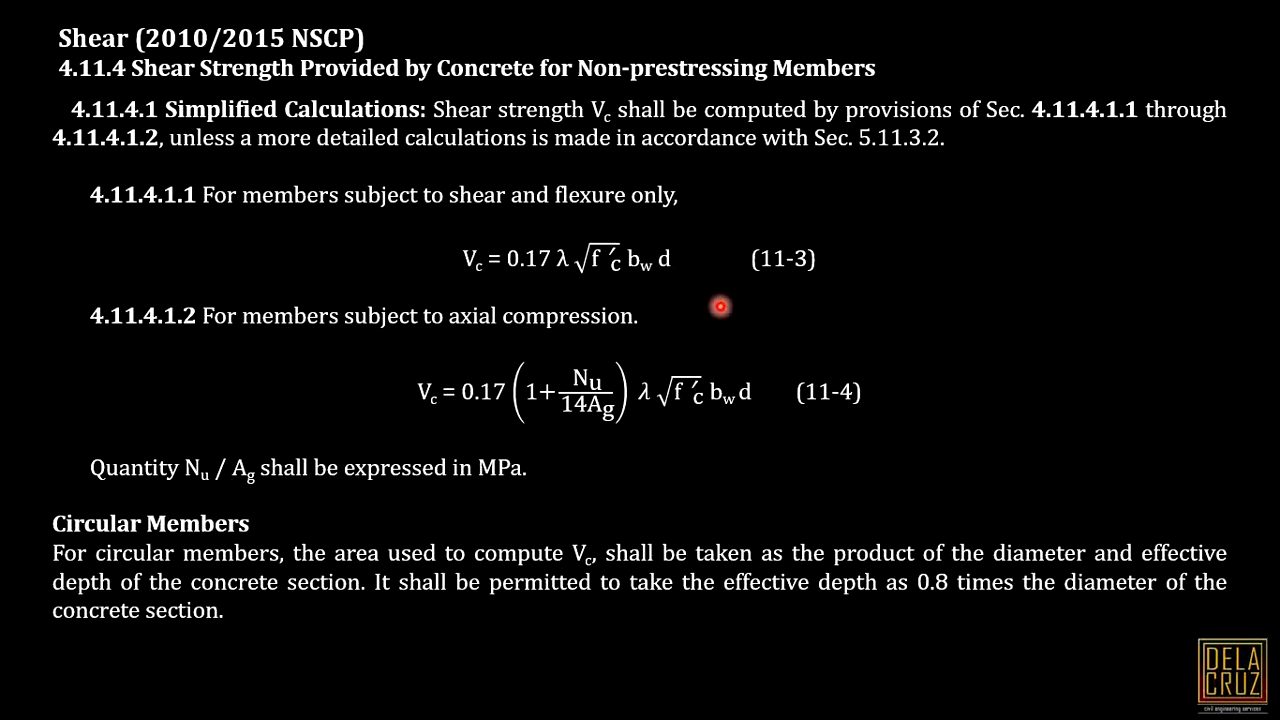 Shear (2010/2015 NSCP)
4.11.4 Shear Strength Provided by Concrete for Non-prestressing Members
4.11.4.1 Simplified Calculations: Shear strength Vc shall be computed by provisions of Sec. 4.11.4.1.1 through
4.11.4.1.2, unless a more detailed calculations is made in accordance with Sec. 5.11.3.2.
4.11.4.1.1 For members subject to shear and flexure only,
Vc = 0.17 λ √f ′c bw d (11-3)
4.11.4.1.2 For members subject to axial compression.
Vc = 0.17 (1+ Nu/14Ag) λ √f ′c bw d (11-4)
Quantity Nu / Ag shall be expressed in MPa.
Circular Members
For circular members, the area used to compute Vc, shall be taken as the product of the diameter and effective
depth of the concrete section. It shall be permitted to take the effective depth as 0.8 times the diameter of the
concrete section.
DELA
CRUZ
civil engineering services